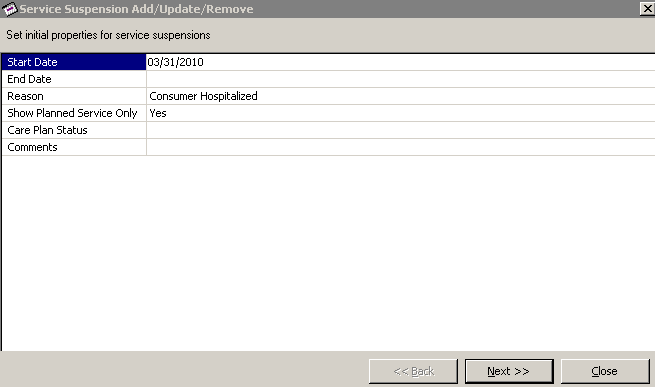 Service Suspension Add/Update/Remove
Set initial properties for service suspensions
Start Date 03/31/2010
End Date
Reason Consumer Hospitalized
Show Planned Service Only Yes
Care Plan Status
Comments
<< Back Next >> Close